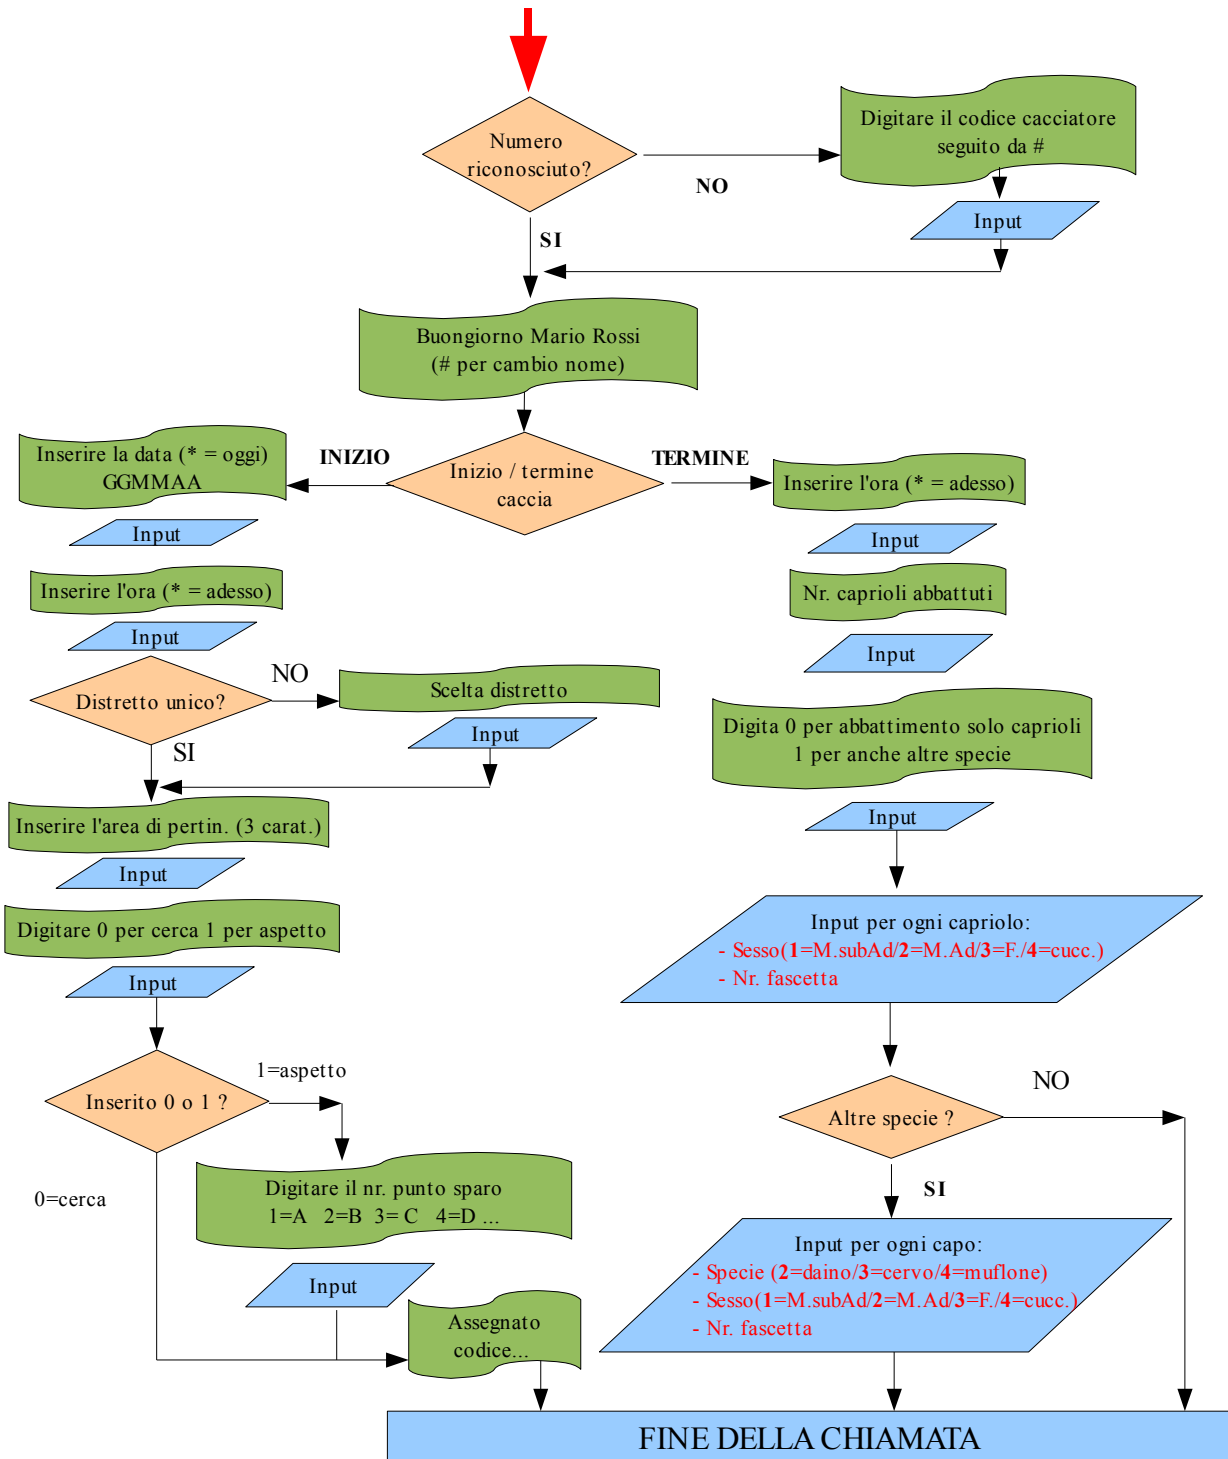 Numero
riconosciuto?
NO
Digitare il codice cacciatore
seguito da #
Input
SI
Buongiorno Mario Rossi
(# per cambio nome)
Inizio / termine
caccia
INIZIO
Inserire la data (* = oggi)
GGMMAA
Input
Inserire l'ora (* = adesso)
Input
Distretto unico?
NO
Scelta distretto
Input
SI
Inserire l'area di pertin. (3 carat.)
Input
Digitare 0 per cerca 1 per aspetto
Input
Inserito 0 o 1 ?
1=aspetto
Digitare il nr. punto sparo
1=A 2=B 3= C 4=D ...
Input
0=cerca
Assegnato
codice...
TERMINE
Inserire l'ora (* = adesso)
Input
Nr. caprioli abbattuti
Input
Digita 0 per abbattimento solo caprioli
1 per anche altre specie
Input
Input per ogni capriolo:
- Sesso(1=M.subAd/2=M.Ad/3=F./4=cucc.)
- Nr. fascetta
Altre specie ?
NO
SI
Input per ogni capo:
- Specie (2=daino/3=cervo/4=muflone)
- Sesso(1=M.subAd/2=M.Ad/3=F./4=cucc.)
- Nr. fascetta
FINE DELLA CHIAMATA